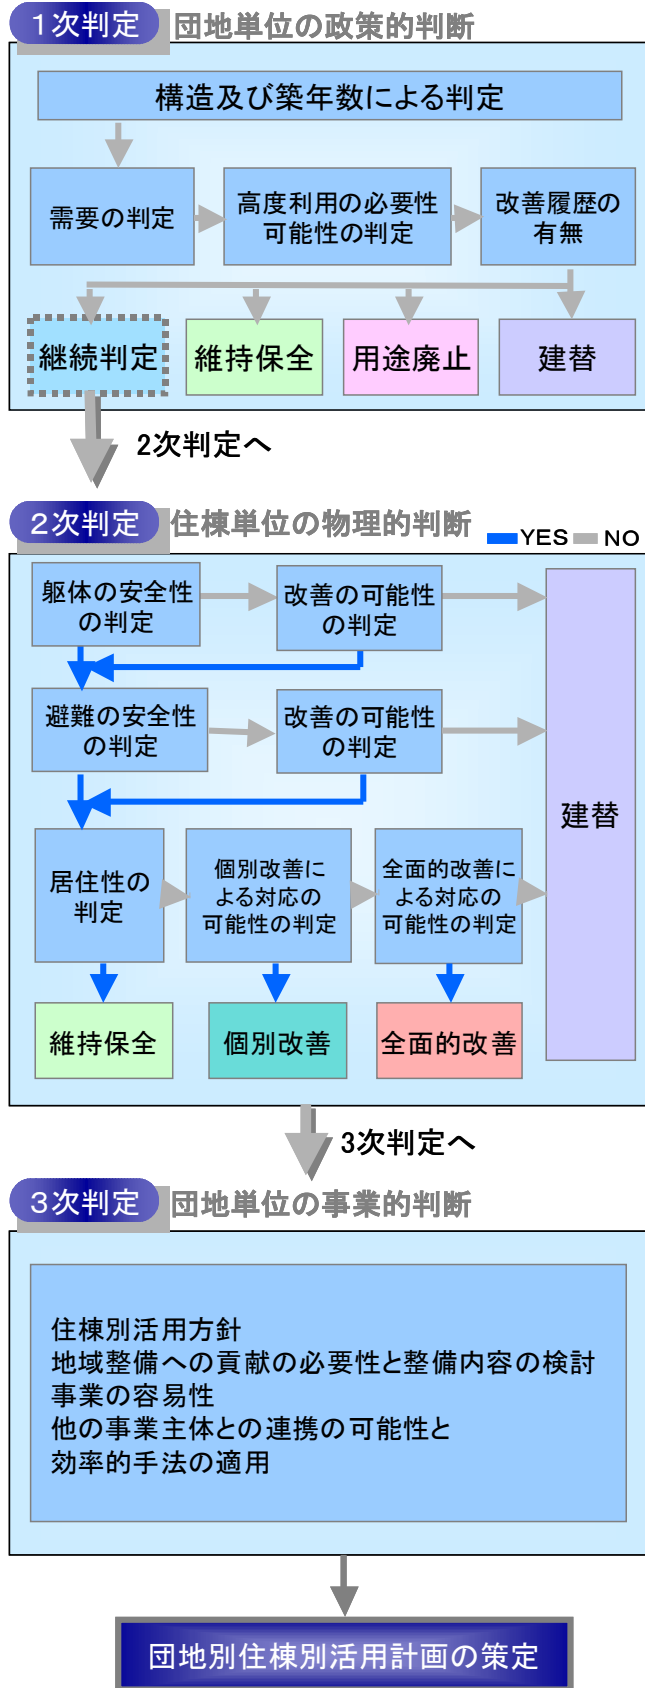 1次判定
団地単位の政策的判断
構造及び築年数による判定
需要の判定
高度利用の必要性
可能性の判定
改善履歴の
有無
継続判定
維持保全
用途廃止
建替
2次判定へ
2次判定
住棟単位の物理的判断
YES
NO
躯体の安全性
の判定
改善の可能性
の判定
避難の安全性
の判定
改善の可能性
の判定
建替
居住性の
判定
個別改善に
よる対応の
可能性の判定
全面的改善に
よる対応の
可能性の判定
維持保全
個別改善
全面的改善
3次判定へ
3次判定
団地単位の事業的判断
住棟別活用方針
地域整備への貢献の必要性と整備内容の検討
事業の容易性
他の事業主体との連携の可能性と
効率的手法の適用
団地別住棟別活用計画の策定